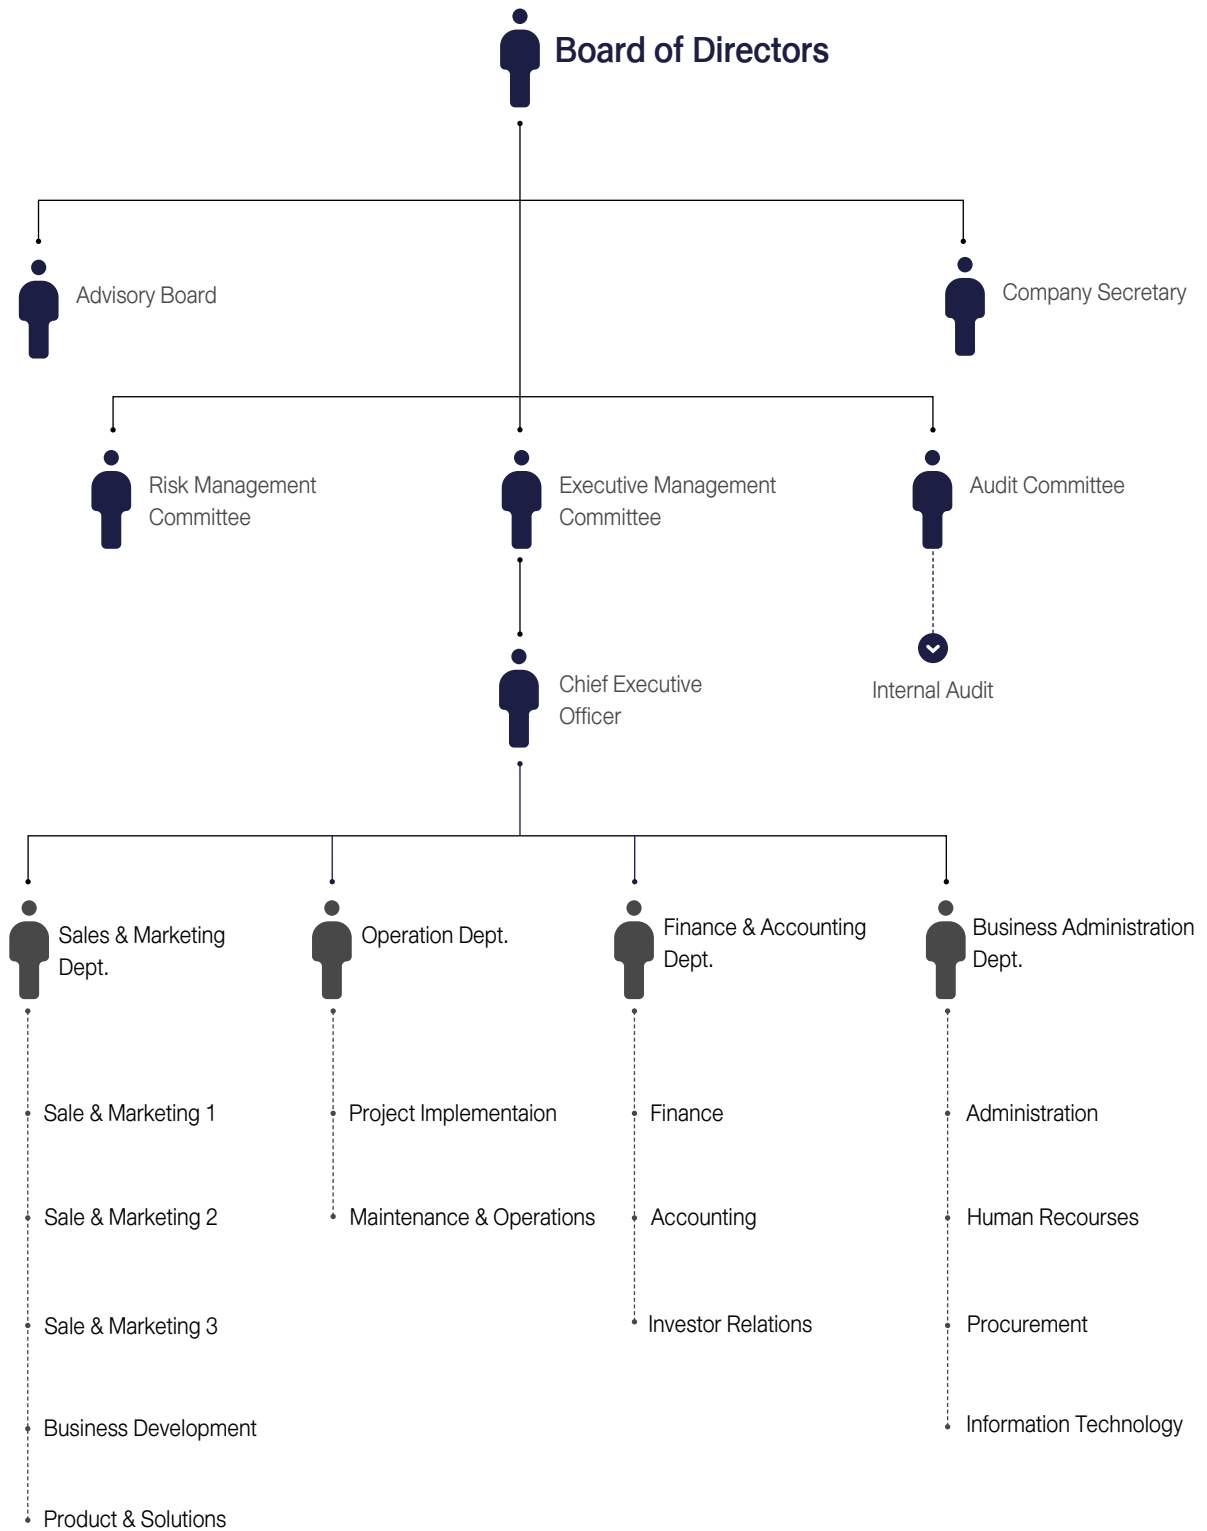 Board of Directors
Advisory Board
Company Secretary
Risk Management
Committee
Executive Management
Committee
Audit Committee
Chief Executive
Officer
Internal Audit
Sales & Marketing
Dept.
Operation Dept.
Finance & Accounting
Dept.
Business Administration
Dept.
Sale & Marketing 1
Project Implementaion
Finance
Administration
Sale & Marketing 2
Maintenance & Operations
Accounting
Human Recourses
Sale & Marketing 3
Investor Relations
Procurement
Business Development
Information Technology
Product & Solutions